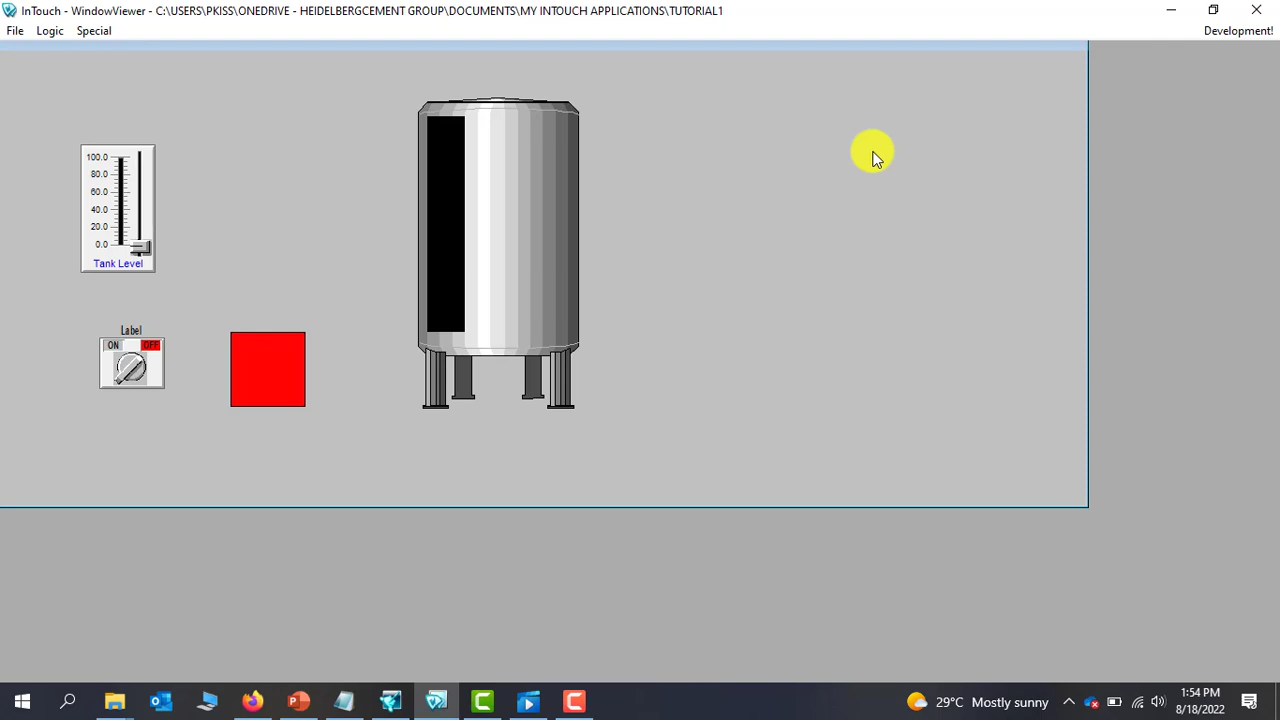 InTouch - WindowViewer - C:\USERS\PKISS\ONEDRIVE - HEIDELBERGCEMENT GROUP\DOCUMENTS\MY INTOUCH APPLICATIONS\TUTORIAL1
File Logic Special Development!
100.0
80.0
60.0
40.0
20.0
0.0
Tank Level
Label
ON OFF
29°C Mostly sunny
1:54 PM
8/18/2022